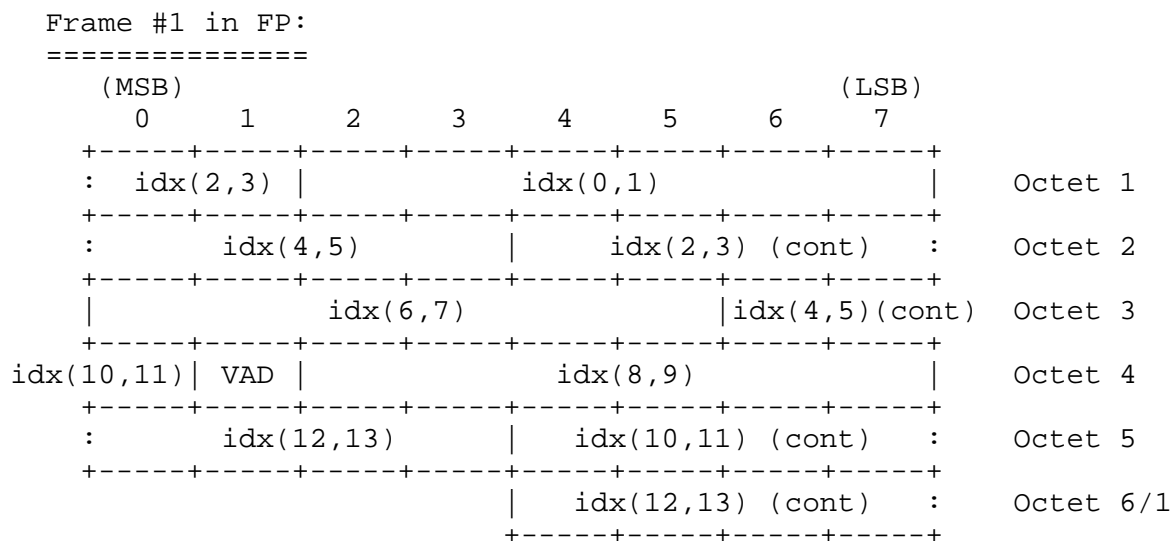 Frame #1 in FP:
===============
(MSB) (LSB)
0 1 2 3 4 5 6 7
+-----+-----+-----+-----+-----+-----+-----+-----+
: idx(2,3) | idx(0,1) | Octet 1
+-----+-----+-----+-----+-----+-----+-----+-----+
: idx(4,5) | idx(2,3) (cont) : Octet 2
+-----+-----+-----+-----+-----+-----+-----+-----+
| idx(6,7) |idx(4,5)(cont) Octet 3
+-----+-----+-----+-----+-----+-----+-----+-----+
idx(10,11)| VAD | idx(8,9) | Octet 4
+-----+-----+-----+-----+-----+-----+-----+-----+
: idx(12,13) | idx(10,11) (cont) : Octet 5
+-----+-----+-----+-----+-----+-----+-----+-----+
| idx(12,13) (cont) : Octet 6/1
+-----+-----+-----+-----+